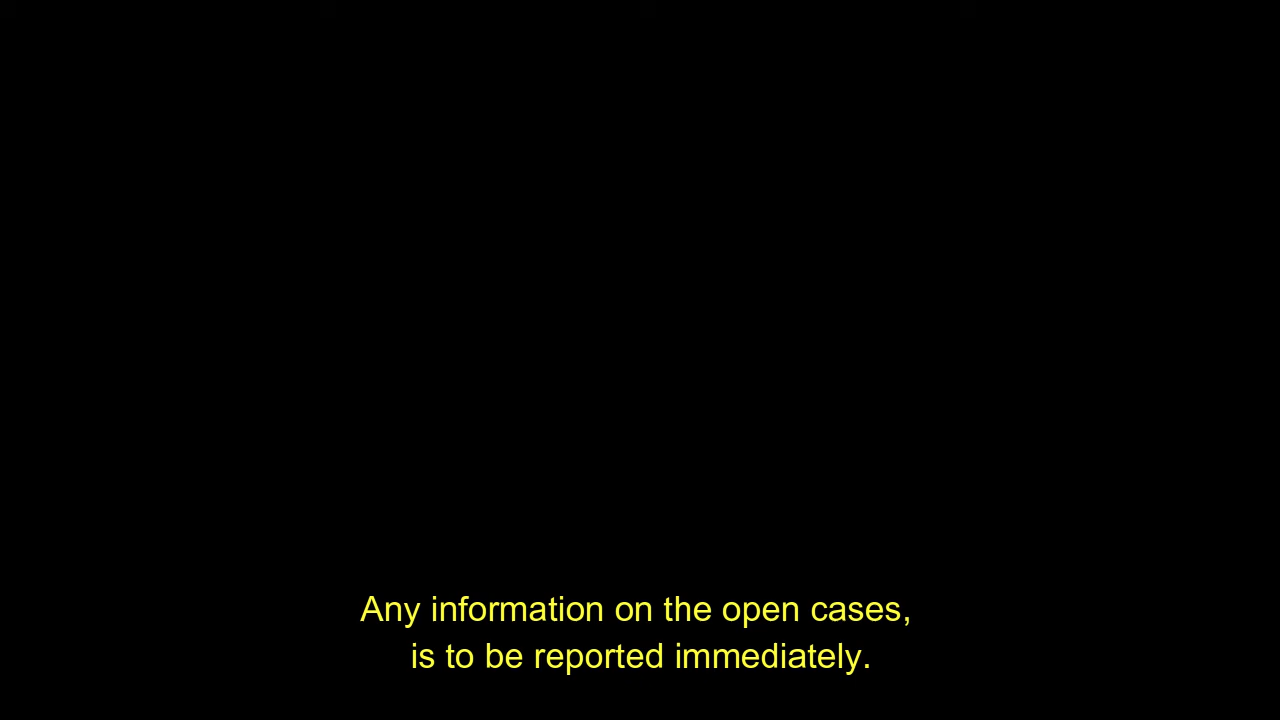 Any information on the open cases,
is to be reported immediately.